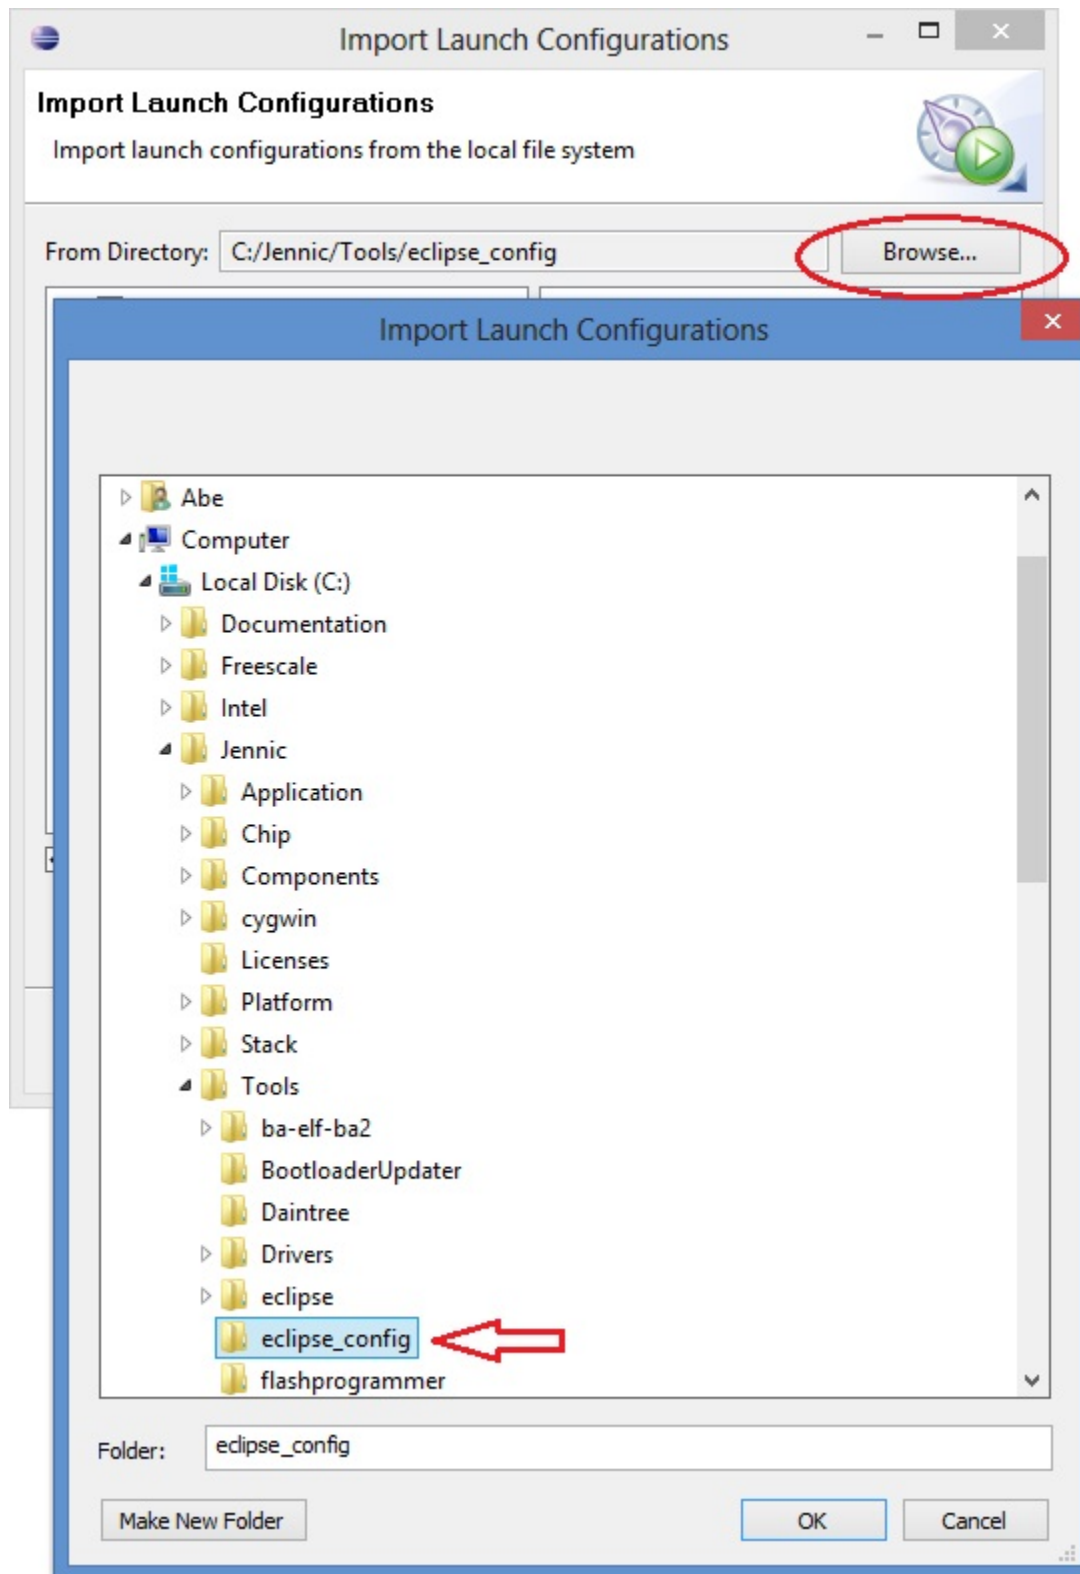 Import Launch Configurations
Import Launch Configurations
Import launch configurations from the local file system
From Directory: C:/Jennic/Tools/eclipse_config Browse...
Import Launch Configurations
Abe
Computer
Local Disk (C:)
Documentation
Freescale
Intel
Jennic
Application
Chip
Components
cygwin
Licenses
Platform
Stack
Tools
ba-elf-ba2
BootloaderUpdater
Daintree
Drivers
eclipse
eclipse_config
flashprogrammer
Folder: eclipse_config
Make New Folder OK Cancel